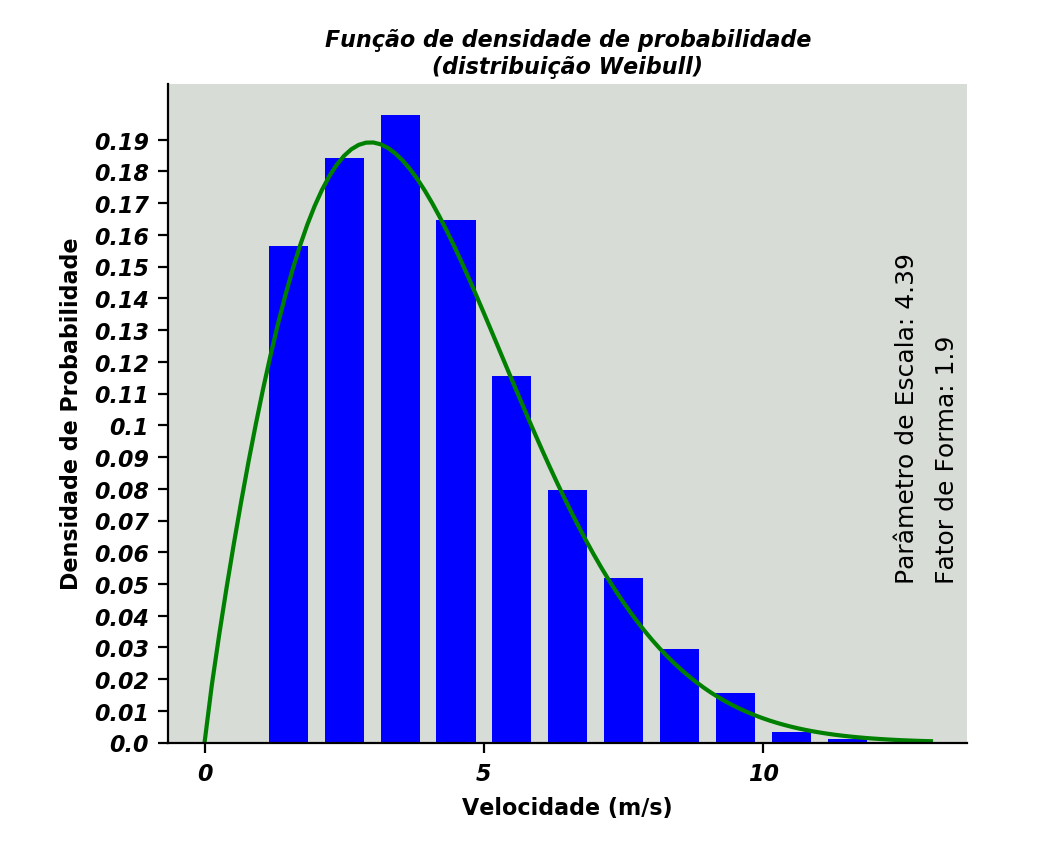 Função de densidade de probabilidade
(distribuição Weibull)
0.19
0.18
0.17
0.16
0.15
0.14
0.13
0.12
0.11
0.1
0.09
0.08
0.07
0.06
0.05
0.04
0.03
0.02
0.01
0.0
Densidade de Probabilidade
Parâmetro de Escala: 4.39
Fator de Forma: 1.9
0 5 10
Velocidade (m/s)